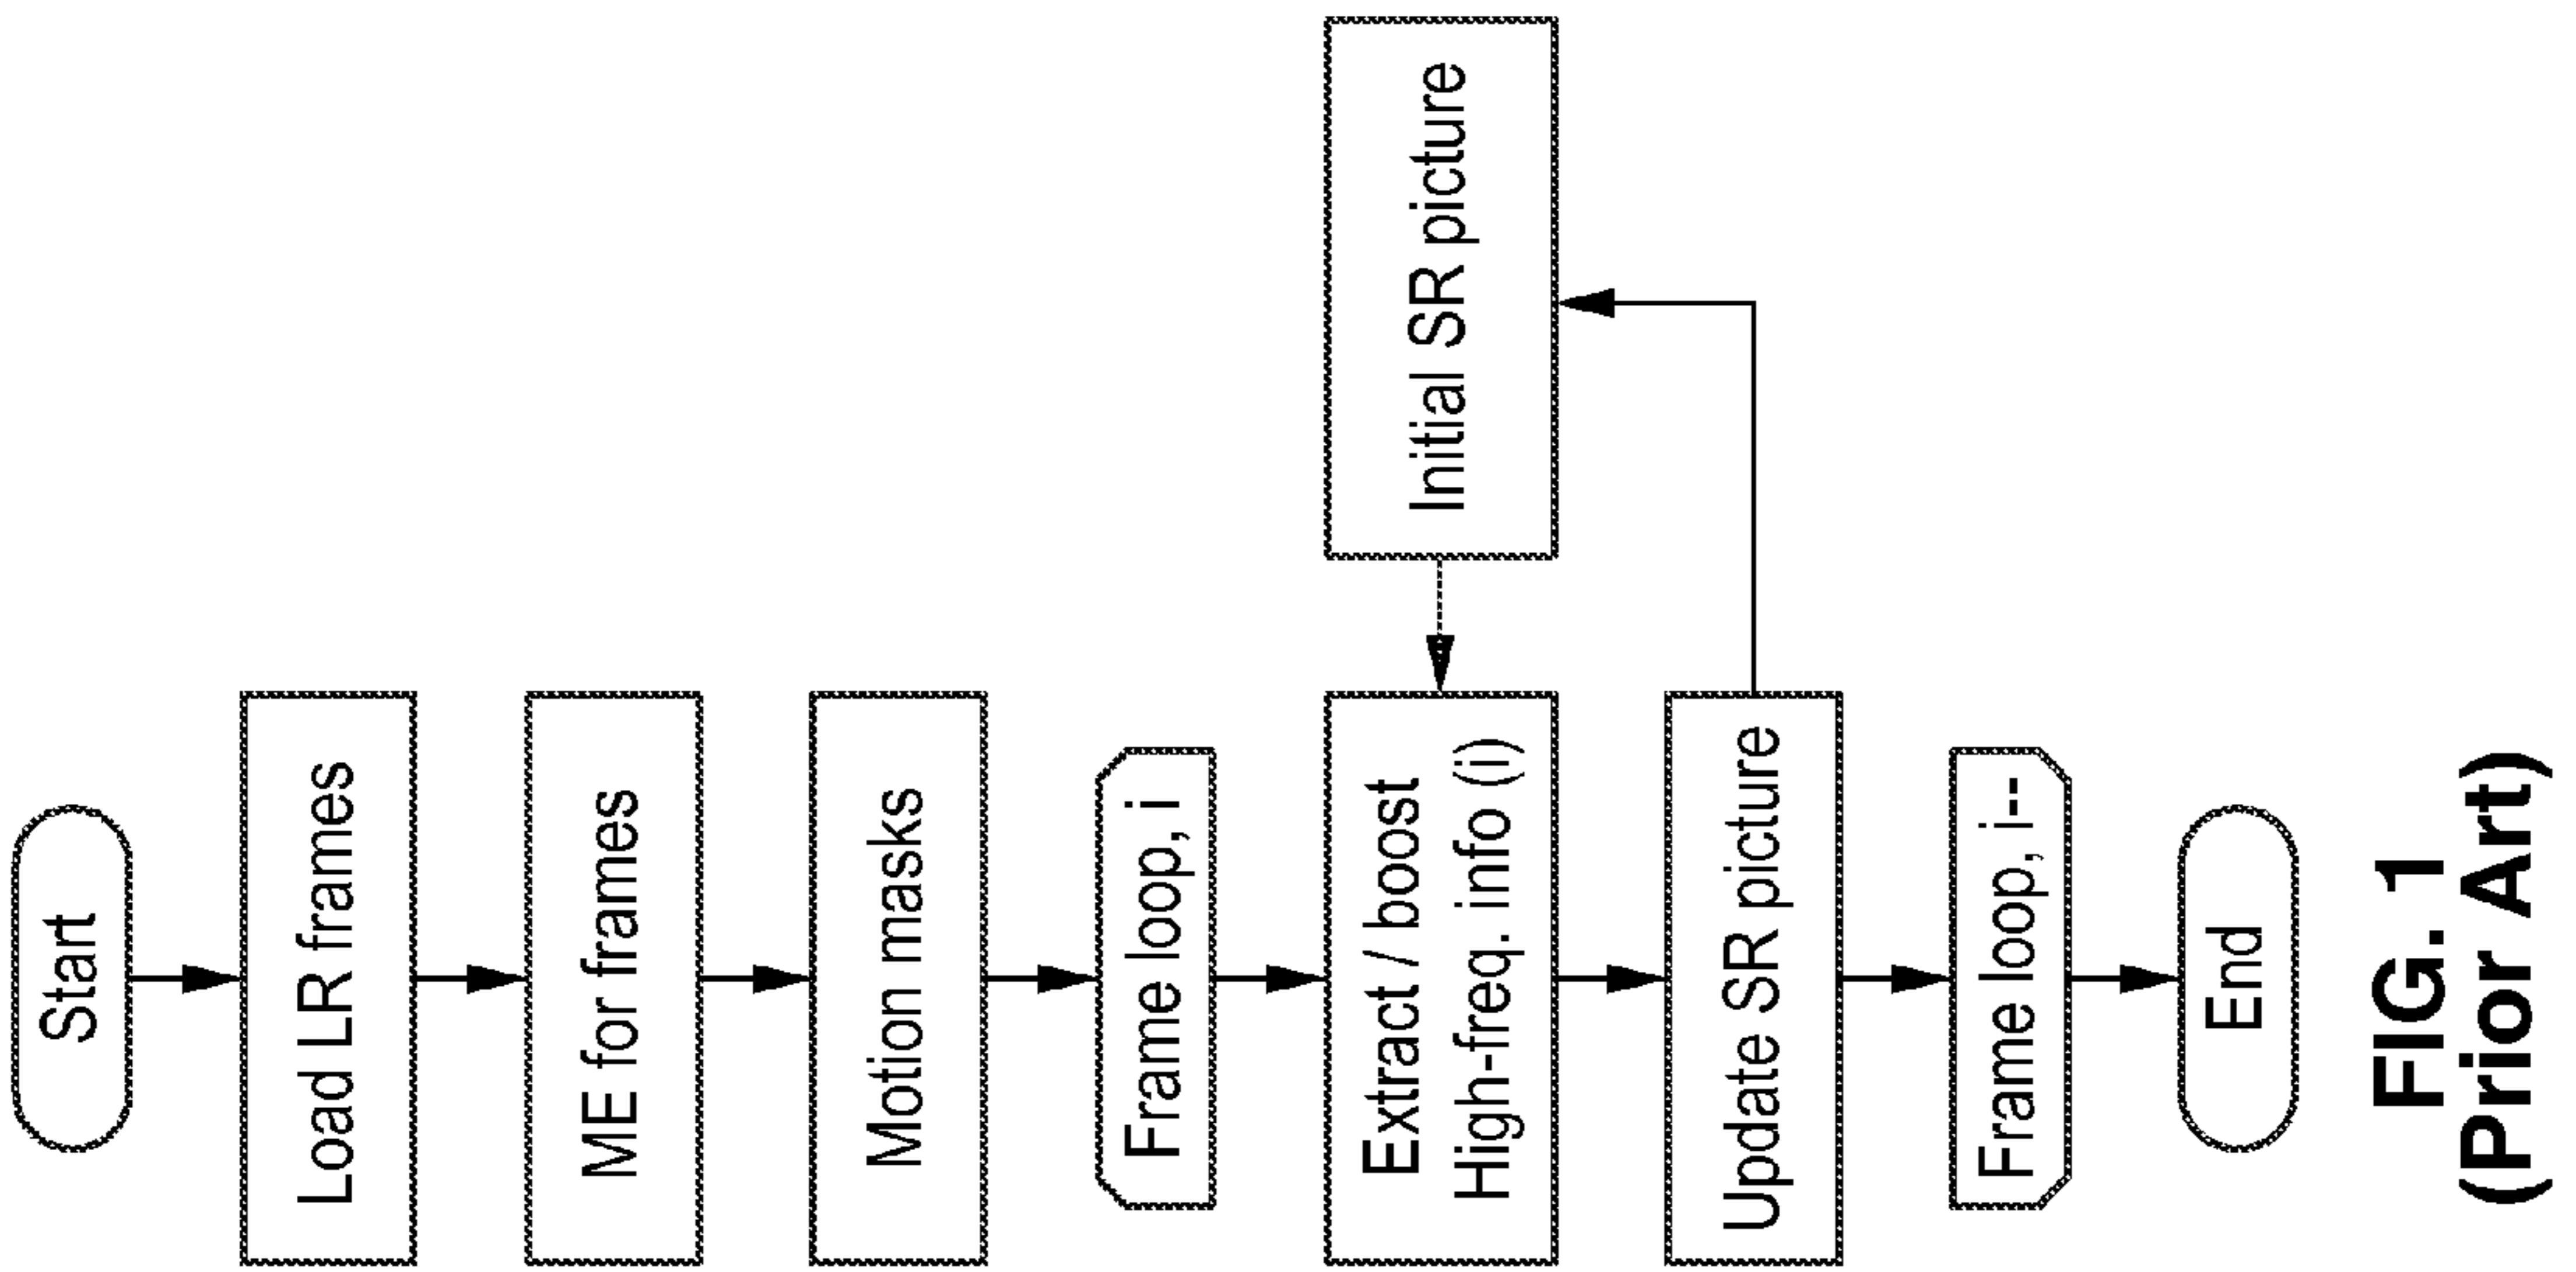 Start
Load LR frames
ME for frames
Motion masks
Frame loop, i
Extract / boost
High-freq. info (i)
Initial SR picture
Update SR picture
Frame loop, i--
End
FIG. 1
(Prior Art)